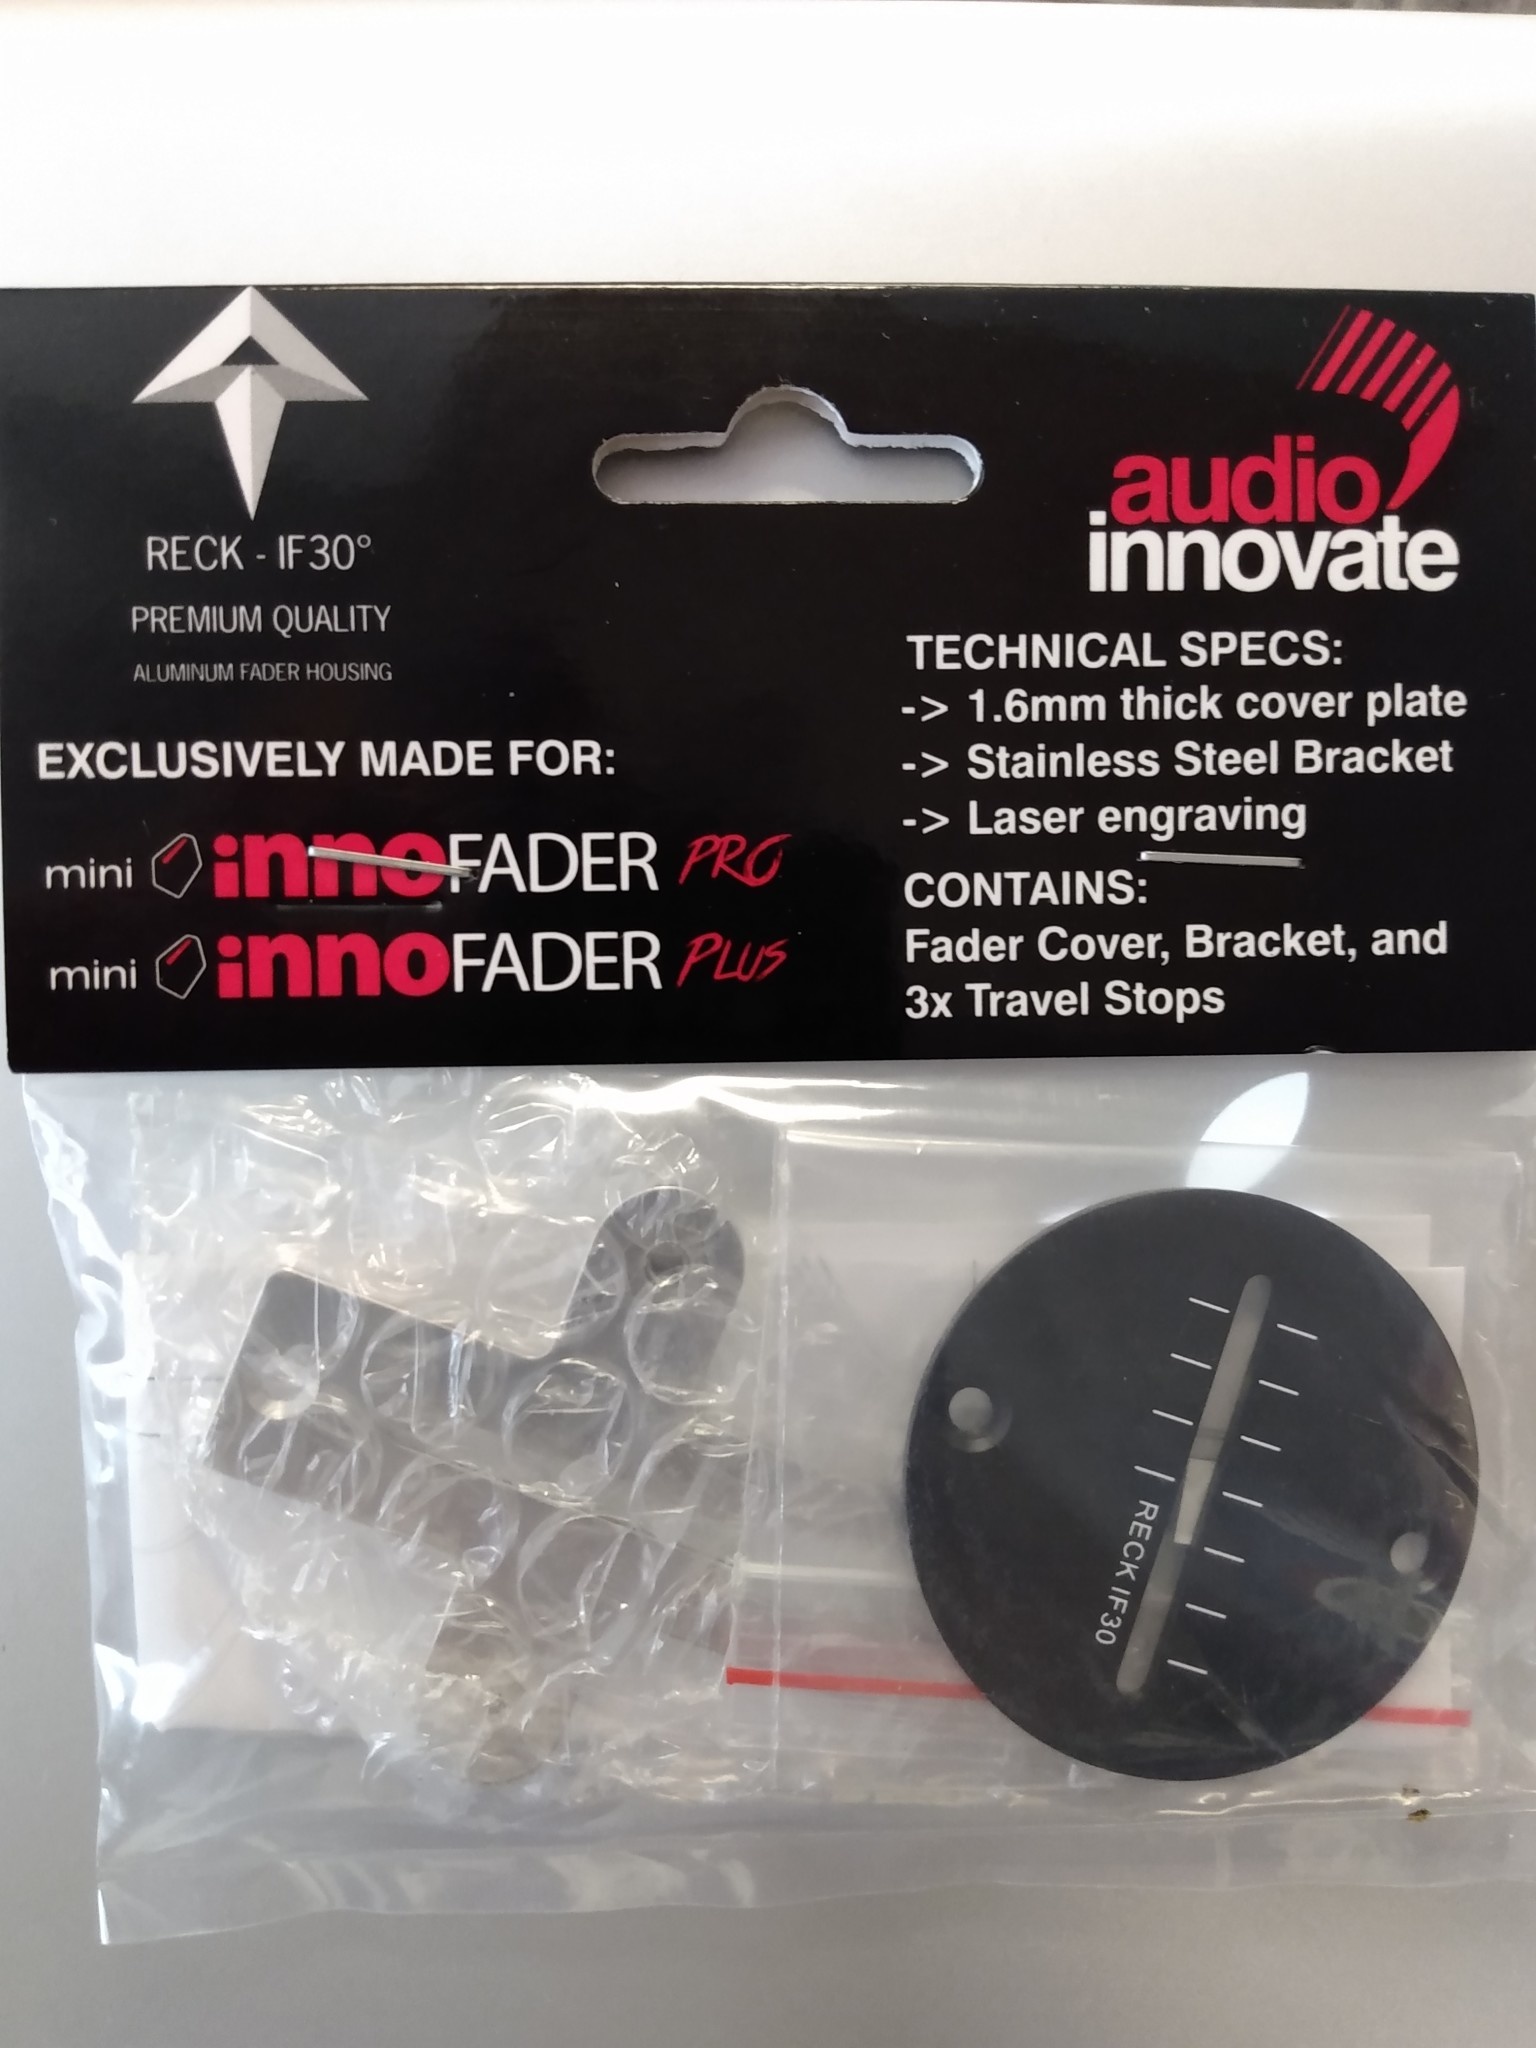 RECK - IF30°
PREMIUM QUALITY
ALUMINUM FADER HOUSING
EXCLUSIVELY MADE FOR:
mini innoFADER PRO
mini innoFADER PLUS
audio
innovate
TECHNICAL SPECS:
-> 1.6mm thick cover plate
-> Stainless Steel Bracket
-> Laser engraving
CONTAINS:
Fader Cover, Bracket, and
3x Travel Stops
RECK IF30